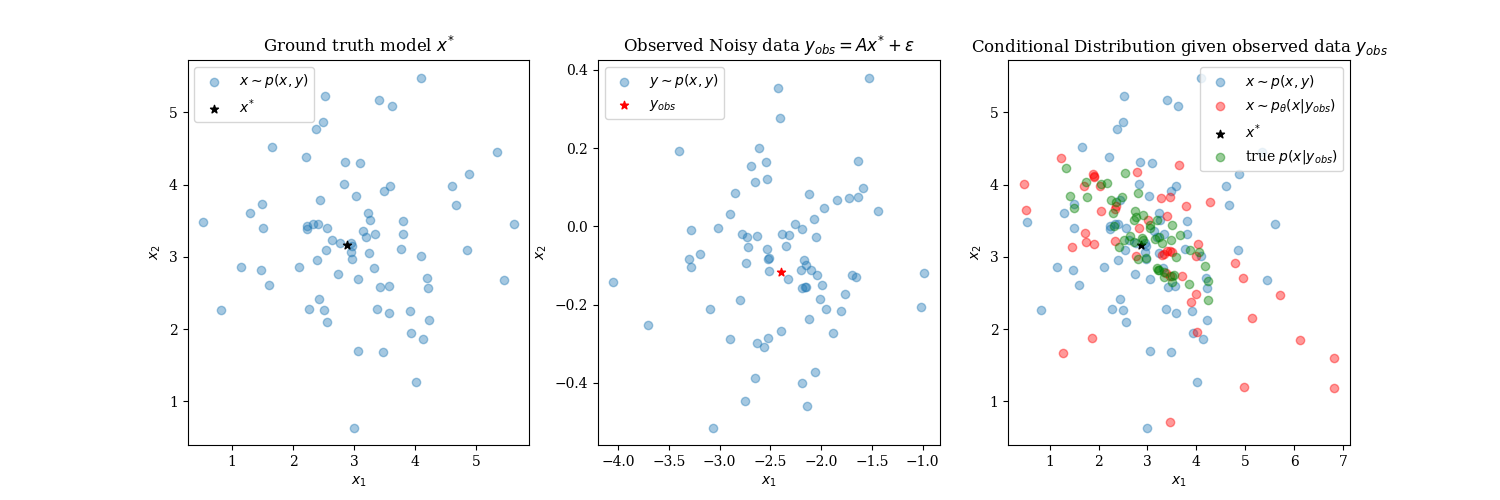 Ground truth model x*
x ~ p(x, y)
x*
5
4
3
2
1
x₂
1 2 3 4 5
x₁
Observed Noisy data y_obs = Ax* + ε
y ~ p(x, y)
y_obs
0.4
0.2
0.0
−0.2
−0.4
x₂
−4.0 −3.5 −3.0 −2.5 −2.0 −1.5 −1.0
x₁
Conditional Distribution given observed data y_obs
x ~ p(x, y)
x ~ p_θ(x|y_obs)
x*
true p(x|y_obs)
5
4
3
2
1
x₂
1 2 3 4 5 6 7
x₁